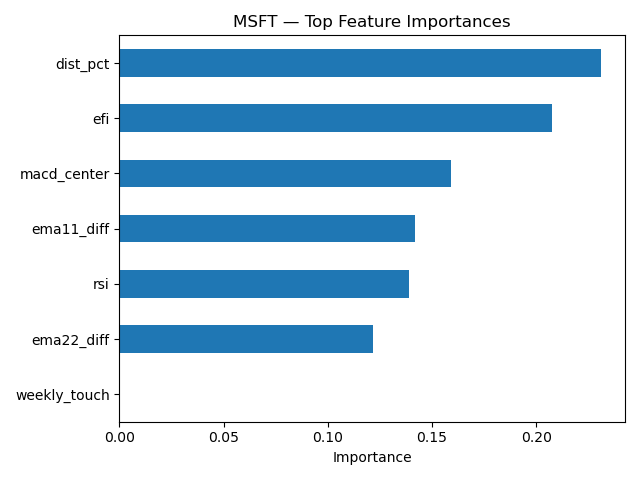 MSFT — Top Feature Importances
dist_pct
efi
macd_center
ema11_diff
rsi
ema22_diff
weekly_touch
0.00 0.05 0.10 0.15 0.20
Importance